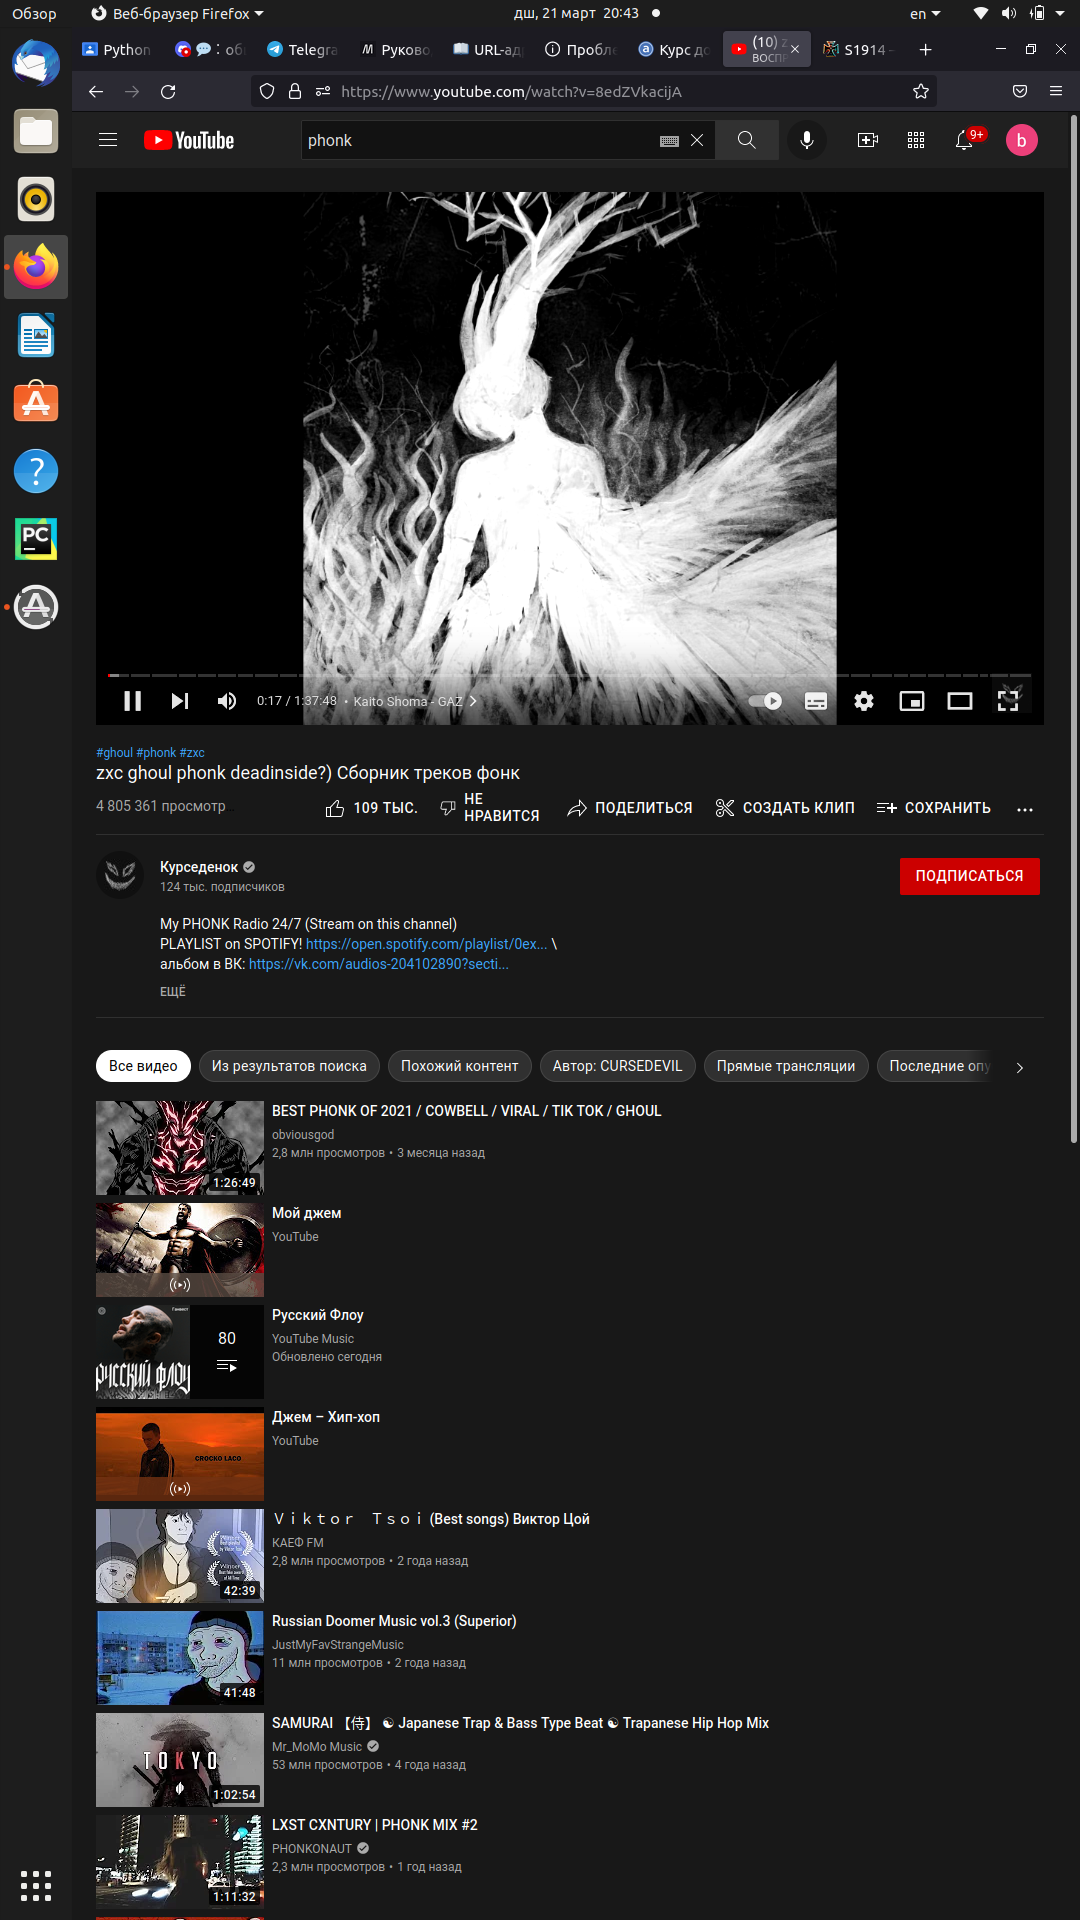 Обзор
Веб-браузер Firefox
дш, 21 март 20:43
en
Python
об
Telegra
Руково
URL-ад
Пробле
Курс до
(10) z
ВОСПР
S1914 -
https://www.youtube.com/watch?v=8edZVkacijA
YouTube
phonk
9+
b
0:17 / 1:37:48 • Kaito Shoma - GAZ
#ghoul #phonk #zxc
zxc ghoul phonk deadinside?) Сборник треков фонк
4 805 361 просмотр
109 ТЫС.
НЕ НРАВИТСЯ
ПОДЕЛИТЬСЯ
СОЗДАТЬ КЛИП
СОХРАНИТЬ
Курседенок
124 тыс. подписчиков
ПОДПИСАТЬСЯ
My PHONK Radio 24/7 (Stream on this channel)
PLAYLIST on SPOTIFY! https://open.spotify.com/playlist/0ex... \
альбом в ВК: https://vk.com/audios-204102890?secti...
ЕЩЁ
Все видео
Из результатов поиска
Похожий контент
Автор: CURSEDEVIL
Прямые трансляции
Последние опу
BEST PHONK OF 2021 / COWBELL / VIRAL / TIK TOK / GHOUL
obviousgod
2,8 млн просмотров • 3 месяца назад
1:26:49
Мой джем
YouTube
Русский Флоу
YouTube Music
Обновлено сегодня
80
РУССКИЙ ФЛОУ
Джем – Хип-хоп
YouTube
CROCKO LACO
Ｖｉｋｔｏｒ　Ｔｓｏｉ (Best songs) Виктор Цой
КАЕФ FM
2,8 млн просмотров • 2 года назад
42:39
Russian Doomer Music vol.3 (Superior)
JustMyFavStrangeMusic
11 млн просмотров • 2 года назад
41:48
SAMURAI 【侍】 ☯ Japanese Trap & Bass Type Beat ☯ Trapanese Hip Hop Mix
Mr_MoMo Music
53 млн просмотров • 4 года назад
TOKYO
1:02:54
LXST CXNTURY | PHONK MIX #2
PHONKONAUT
2,3 млн просмотров • 1 год назад
1:11:32
PC